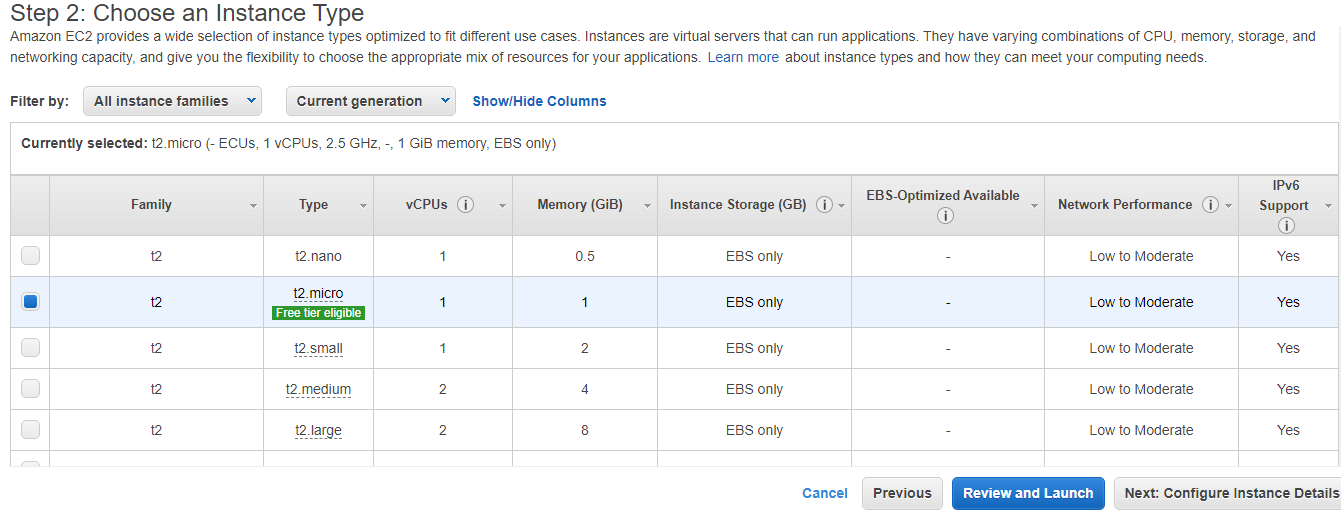 Step 2: Choose an Instance Type
Amazon EC2 provides a wide selection of instance types optimized to fit different use cases. Instances are virtual servers that can run applications. They have varying combinations of CPU, memory, storage, and
networking capacity, and give you the flexibility to choose the appropriate mix of resources for your applications. Learn more about instance types and how they can meet your computing needs.
Filter by: All instance families Current generation Show/Hide Columns
Currently selected: t2.micro (- ECUs, 1 vCPUs, 2.5 GHz, -, 1 GiB memory, EBS only)
Family Type vCPUs Memory (GiB) Instance Storage (GB) EBS-Optimized Available Network Performance IPv6 Support
t2 t2.nano 1 0.5 EBS only - Low to Moderate Yes
t2 t2.micro 1 1 EBS only - Low to Moderate Yes
Free tier eligible
t2 t2.small 1 2 EBS only - Low to Moderate Yes
t2 t2.medium 2 4 EBS only - Low to Moderate Yes
t2 t2.large 2 8 EBS only - Low to Moderate Yes
Cancel Previous Review and Launch Next: Configure Instance Details